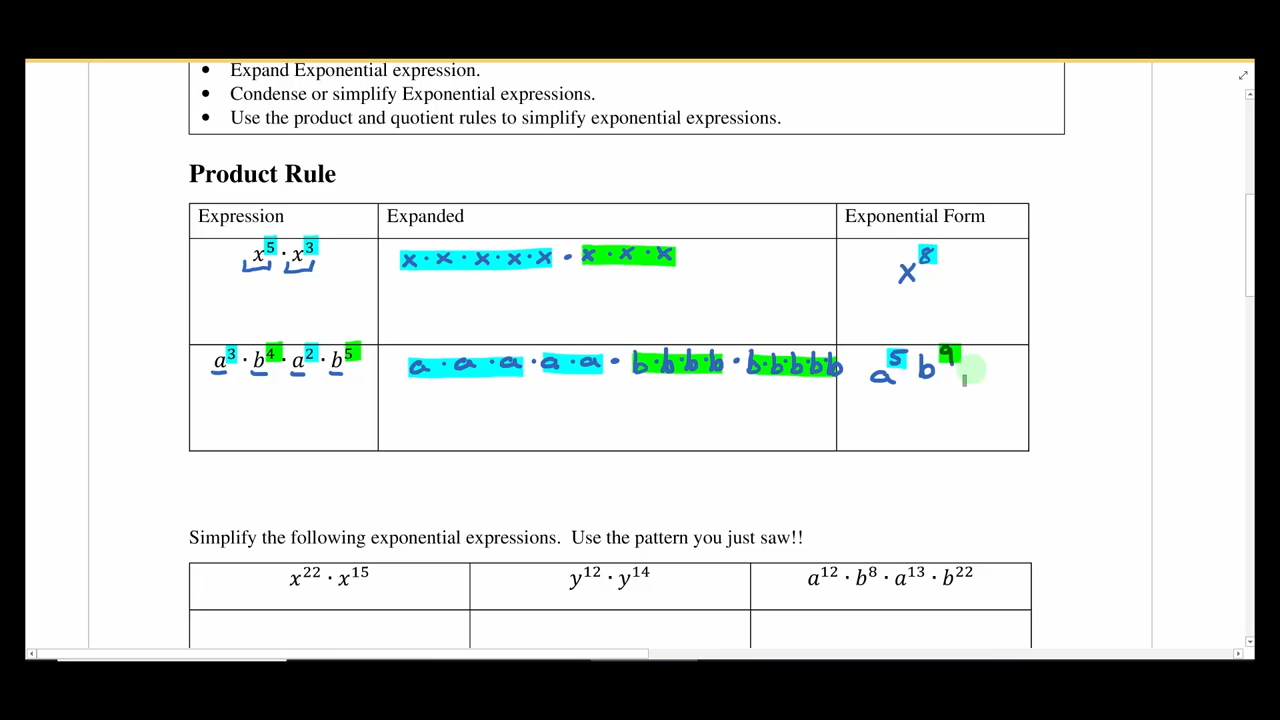 • Expand Exponential expression.
• Condense or simplify Exponential expressions.
• Use the product and quotient rules to simplify exponential expressions.
Product Rule
Expression Expanded Exponential Form
x⁵ · x³ x · x · x · x · x · x · x · x x⁸
a³ · b⁴ · a² · b⁵ a · a · a · a · a · b · b · b · b · b · b · b · b · b a⁵ b⁹
Simplify the following exponential expressions. Use the pattern you just saw!!
x²² · x¹⁵ y¹² · y¹⁴ a¹² · b⁸ · a¹³ · b²²